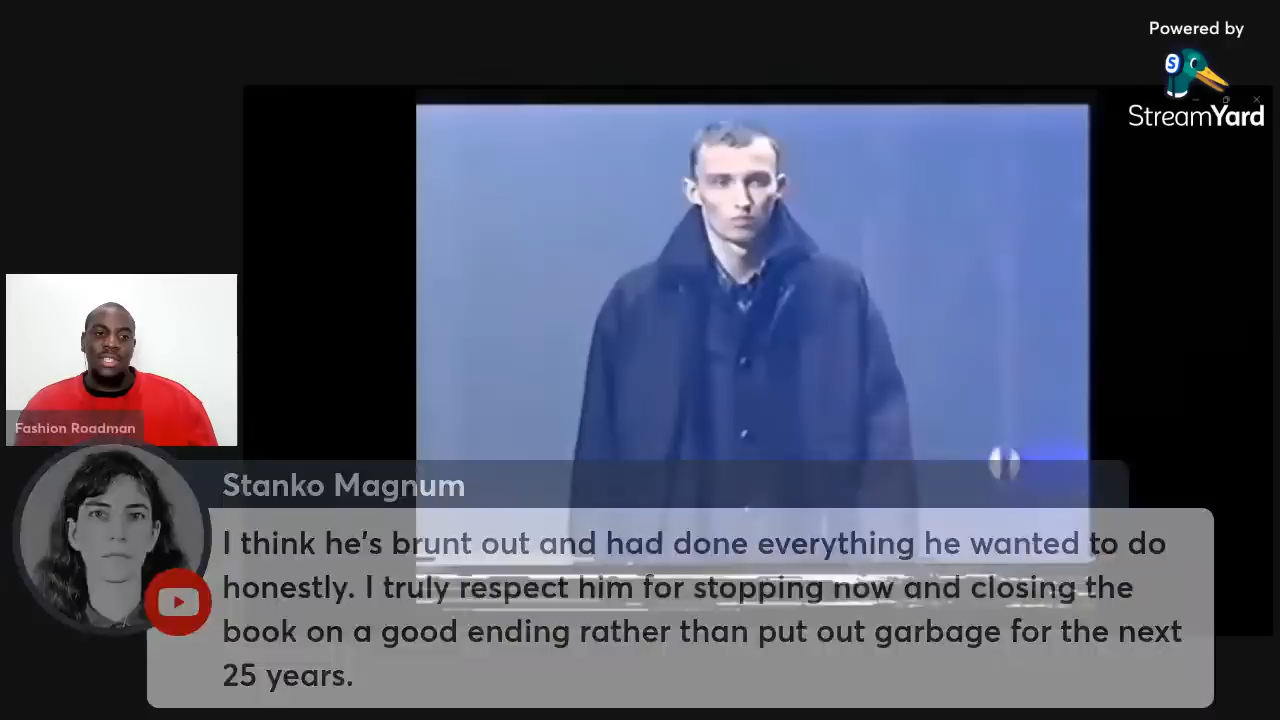 Powered by
StreamYard
Fashion Roadman
Stanko Magnum
I think he's brunt out and had done everything he wanted to do
honestly. I truly respect him for stopping now and closing the
book on a good ending rather than put out garbage for the next
25 years.